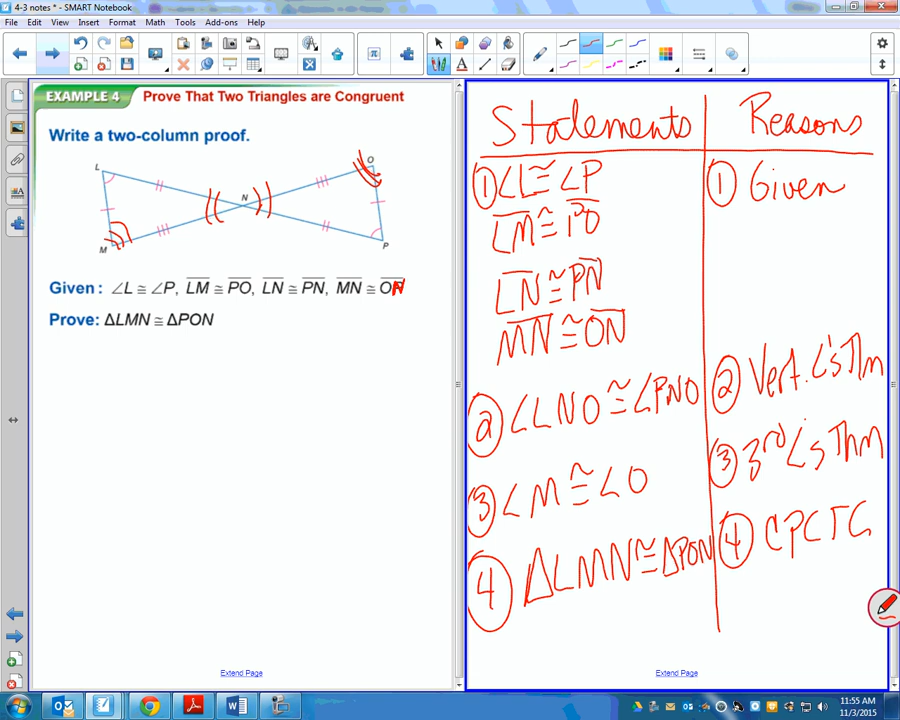 4-3 notes * - SMART Notebook
File Edit View Insert Format Math Tools Add-ons Help
EXAMPLE 4 Prove That Two Triangles are Congruent
Write a two-column proof.
L
O
N
M
P
Given : ∠L ≅ ∠P, LM ≅ PO, LN ≅ PN, MN ≅ ON
Prove: ΔLMN ≅ ΔPON
Extend Page
Statements Reasons
① ∠L ≅ ∠P ① Given
LM ≅ PO
LN ≅ PN
MN ≅ ON
② ∠LNO ≅ ∠PNO ② Vert. ∠'s Thm
③ ∠M ≅ ∠O ③ 3rd ∠'s Thm
④ ΔLMN ≅ ΔPON ④ CPCTC
Extend Page
11:55 AM
11/3/2015